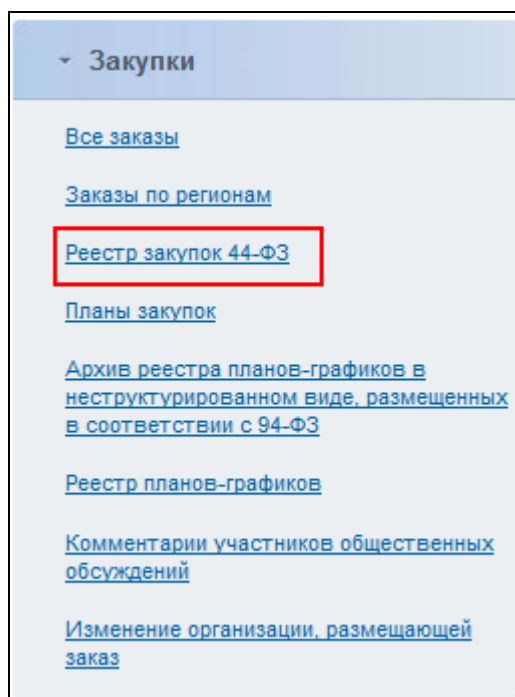 Закупки
Все заказы
Заказы по регионам
Реестр закупок 44-ФЗ
Планы закупок
Архив реестра планов-графиков в
неструктурированном виде, размещенных
в соответствии с 94-ФЗ
Реестр планов-графиков
Комментарии участников общественных
обсуждений
Изменение организации, размещающей
заказ